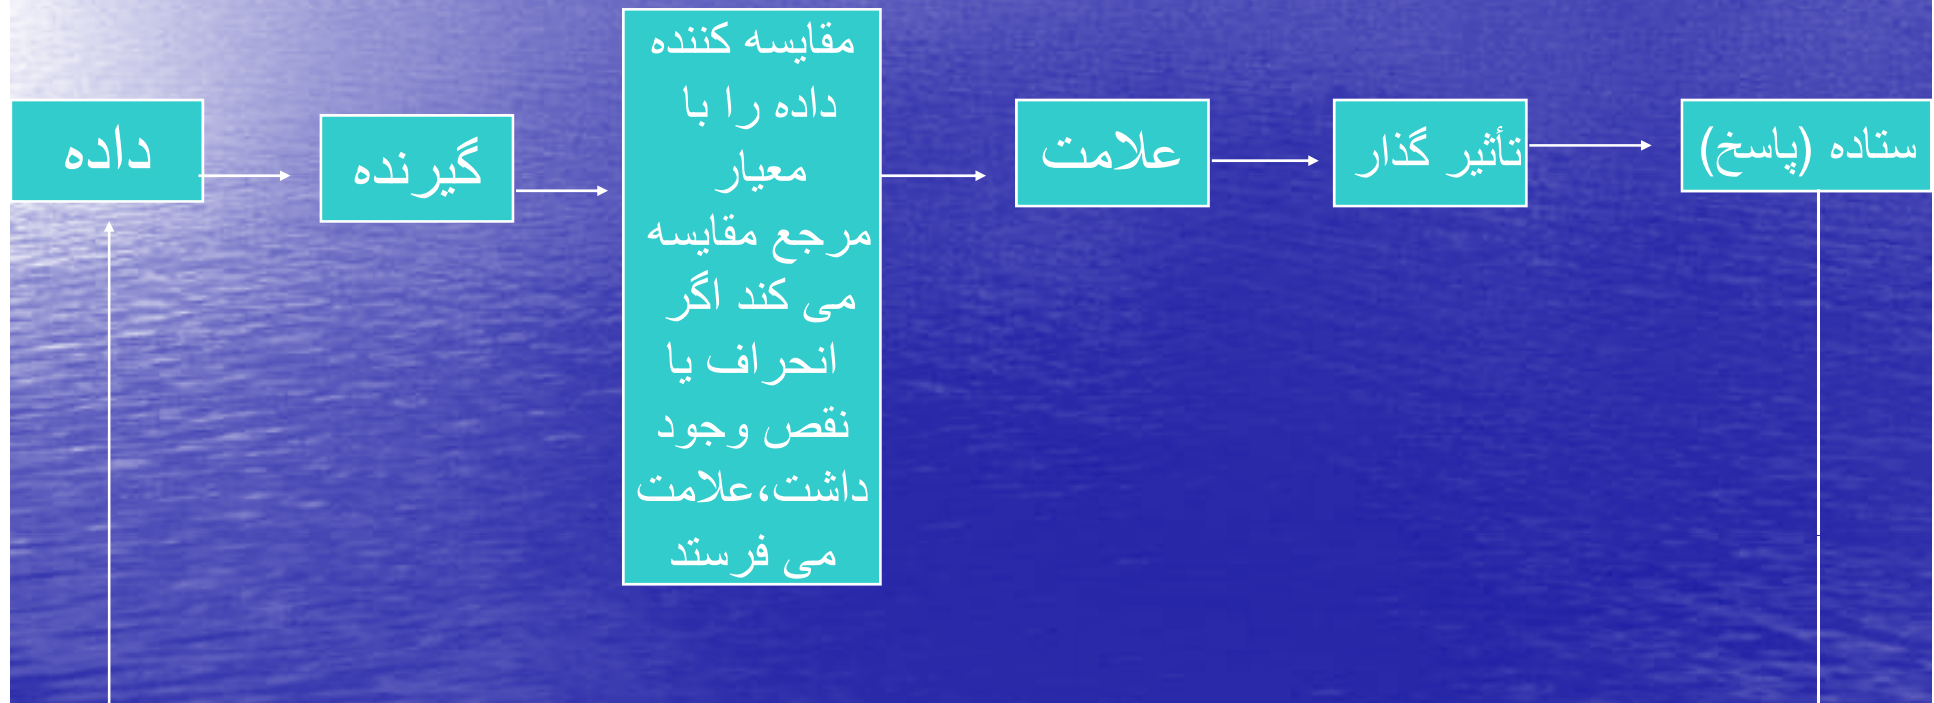 داده
گیرنده
مقایسه کننده
داده را با
معیار
مرجع مقایسه
می کند اگر
انحراف یا
نقص وجود
داشت،علامت
می فرستد
علامت
تأثیر گذار
ستاده (پاسخ)